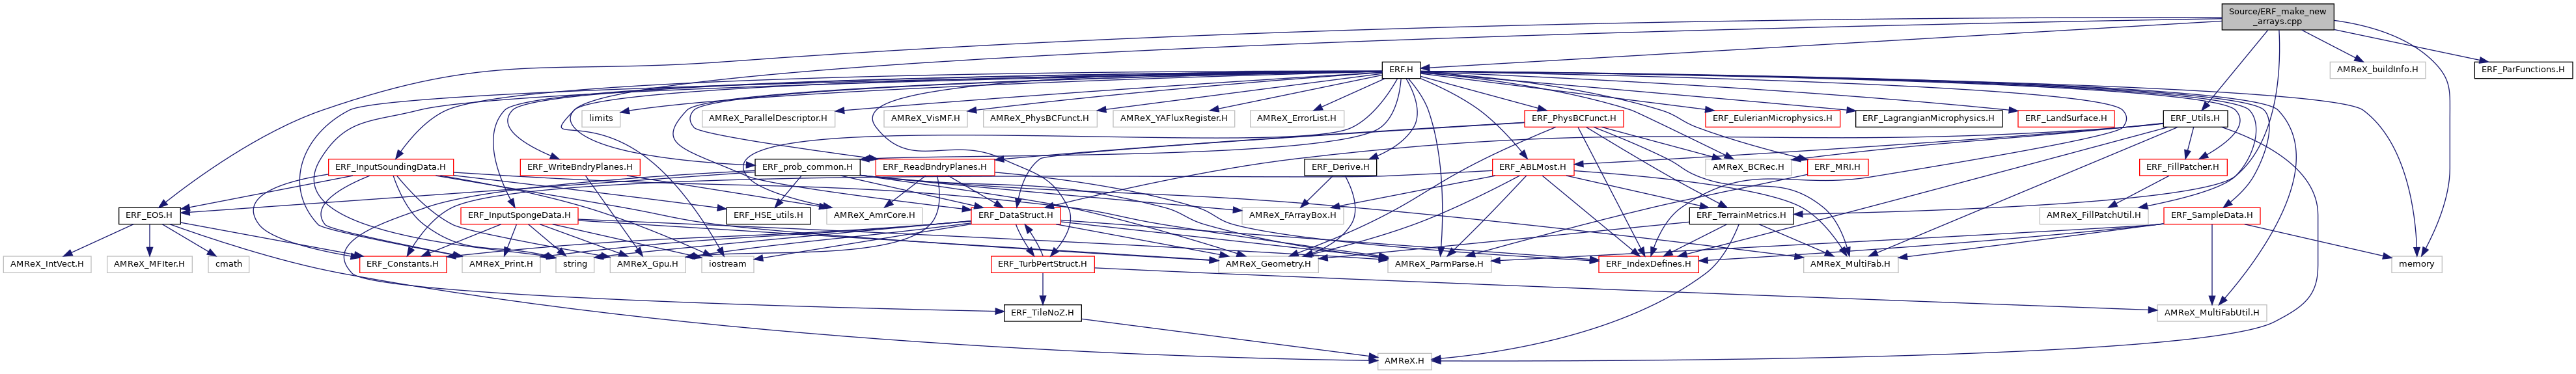 Source/ERF_make_new
_arrays.cpp
ERF.H
AMReX_buildInfo.H
ERF_ParFunctions.H
limits
AMReX_ParallelDescriptor.H
AMReX_VisMF.H
AMReX_PhysBCFunct.H
AMReX_YAFluxRegister.H
AMReX_ErrorList.H
ERF_PhysBCFunct.H
ERF_EulerianMicrophysics.H
ERF_LagrangianMicrophysics.H
ERF_LandSurface.H
ERF_Utils.H
ERF_InputSoundingData.H
ERF_WriteBndryPlanes.H
ERF_prob_common.H
ERF_ReadBndryPlanes.H
ERF_Derive.H
ERF_ABLMost.H
AMReX_BCRec.H
ERF_MRI.H
ERF_FillPatcher.H
ERF_EOS.H
ERF_InputSpongeData.H
ERF_HSE_utils.H
AMReX_AmrCore.H
ERF_DataStruct.H
AMReX_FArrayBox.H
ERF_TerrainMetrics.H
AMReX_FillPatchUtil.H
ERF_SampleData.H
AMReX_IntVect.H
AMReX_MFIter.H
cmath
ERF_Constants.H
AMReX_Print.H
string
AMReX_Gpu.H
iostream
ERF_TurbPertStruct.H
AMReX_Geometry.H
AMReX_ParmParse.H
ERF_IndexDefines.H
AMReX_MultiFab.H
memory
ERF_TileNoZ.H
AMReX_MultiFabUtil.H
AMReX.H